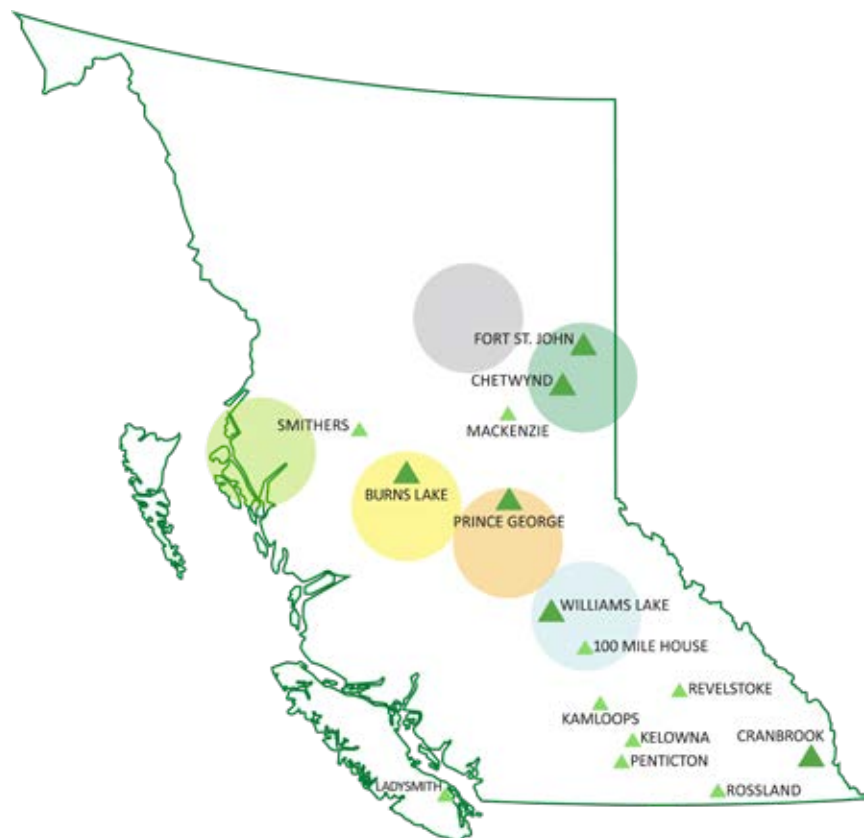 FORT ST. JOHN
CHETWYND
MACKENZIE
SMITHERS
BURNS LAKE
PRINCE GEORGE
WILLIAMS LAKE
100 MILE HOUSE
REVELSTOKE
KAMLOOPS
KELOWNA
CRANBROOK
PENTICTON
LADYSMITH
ROSSLAND